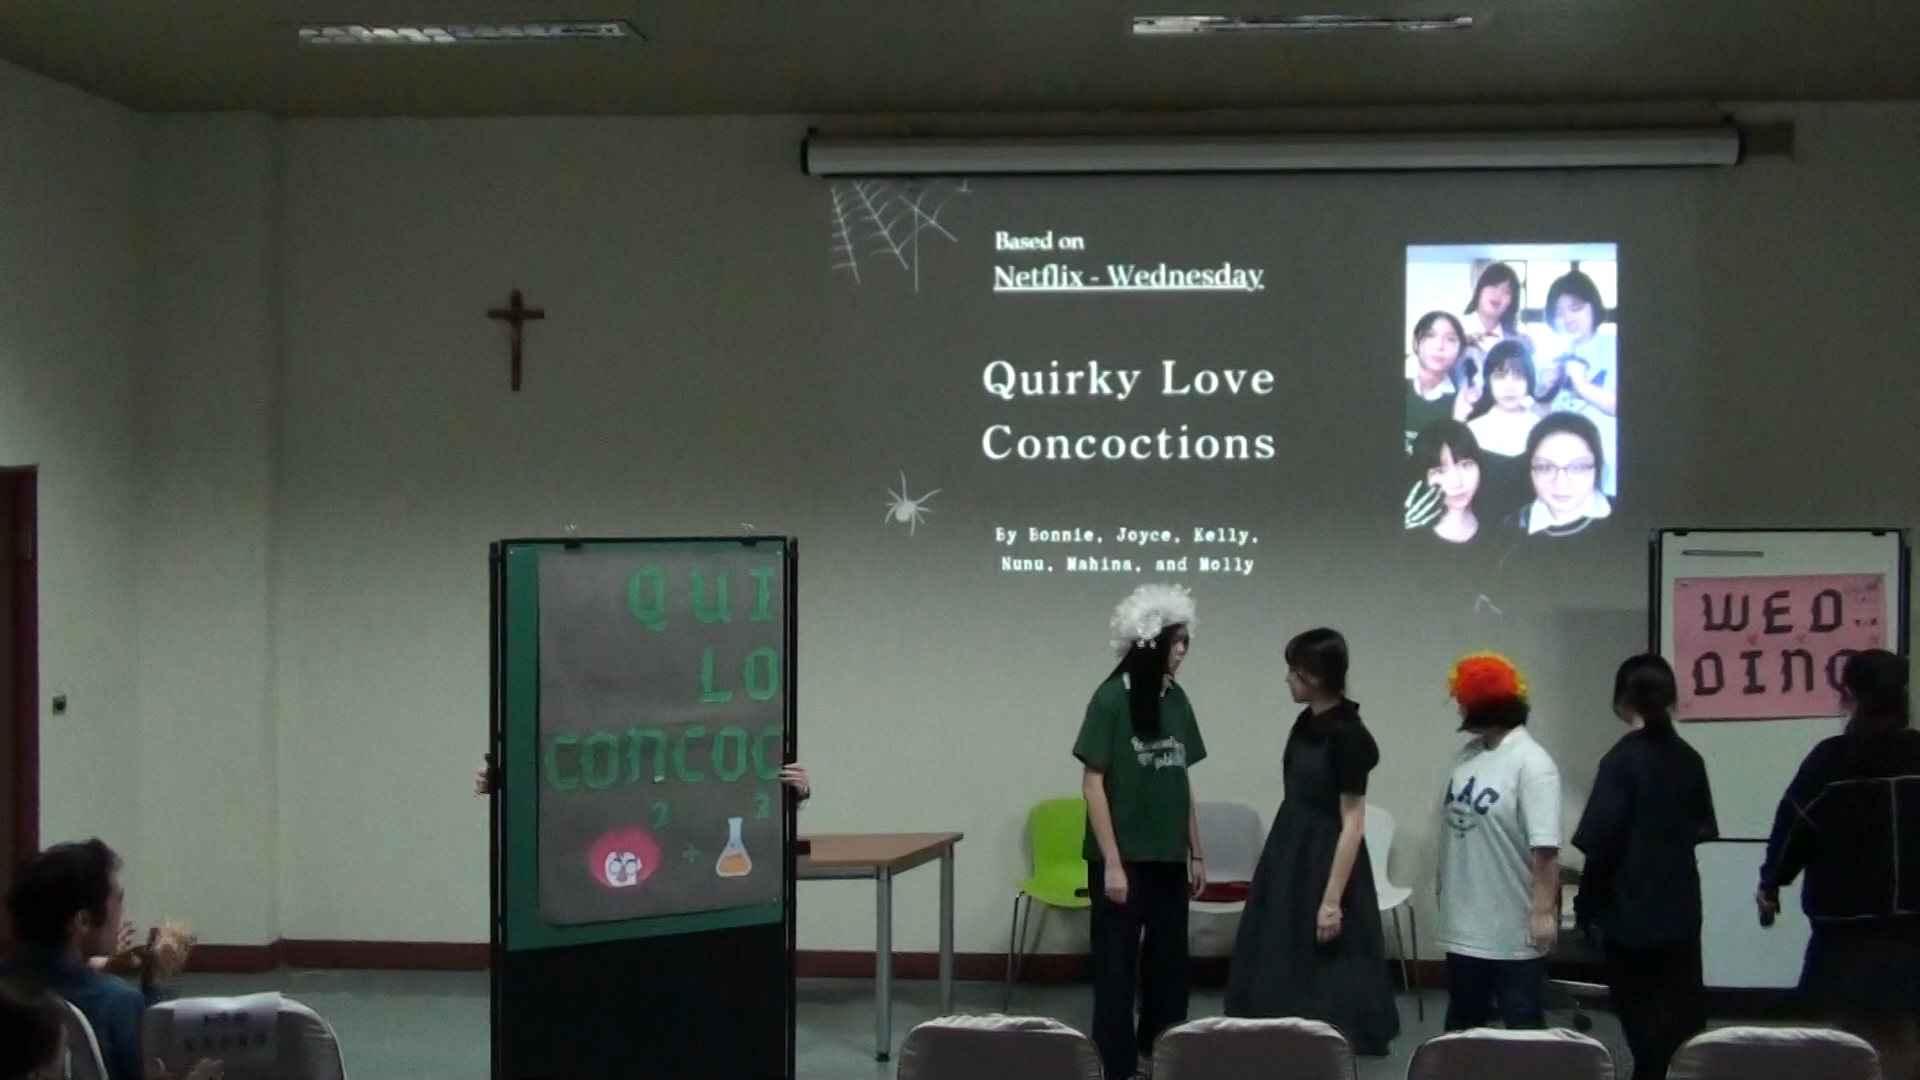 Based on
Netflix - Wednesday
Quirky Love
Concoctions
By Bonnie, Joyce, Kelly,
Nunu, Mahina, and Molly
QUI
LO
CONCOC
WED
DING